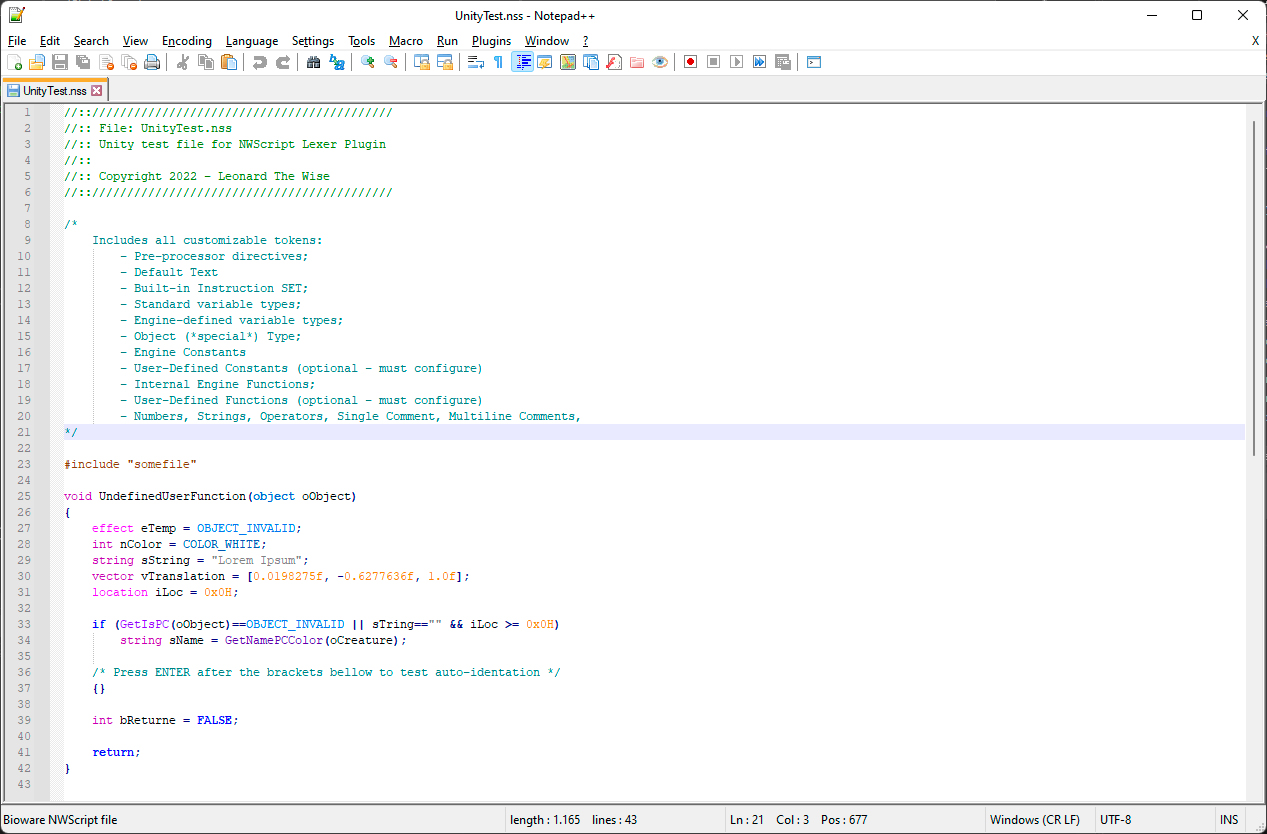 UnityTest.nss - Notepad++
File Edit Search View Encoding Language Settings Tools Macro Run Plugins Window ? X
UnityTest.nss
1 //:://///////////////////////////////////////////
2 //:: File: UnityTest.nss
3 //:: Unity test file for NWScript Lexer Plugin
4 //::
5 //:: Copyright 2022 - Leonard The Wise
6 //:://///////////////////////////////////////////
7
8 /*
9     Includes all customizable tokens:
10         - Pre-processor directives;
11         - Default Text
12         - Built-in Instruction SET;
13         - Standard variable types;
14         - Engine-defined variable types;
15         - Object (*special*) Type;
16         - Engine Constants
17         - User-Defined Constants (optional - must configure)
18         - Internal Engine Functions;
19         - User-Defined Functions (optional - must configure)
20         - Numbers, Strings, Operators, Single Comment, Multiline Comments,
21 */
22
23 #include "somefile"
24
25 void UndefinedUserFunction(object oObject)
26 {
27     effect eTemp = OBJECT_INVALID;
28     int nColor = COLOR_WHITE;
29     string sString = "Lorem Ipsum";
30     vector vTranslation = [0.0198275f, -0.6277636f, 1.0f];
31     location iLoc = 0x0H;
32
33     if (GetIsPC(oObject)==OBJECT_INVALID || sTring=="" && iLoc >= 0x0H)
34         string sName = GetNamePCColor(oCreature);
35
36     /* Press ENTER after the brackets bellow to test auto-identation */
37     {}
38
39     int bReturne = FALSE;
40
41     return;
42 }
43
Bioware NWScript file length : 1.165 lines : 43 Ln : 21 Col : 3 Pos : 677 Windows (CR LF) UTF-8 INS